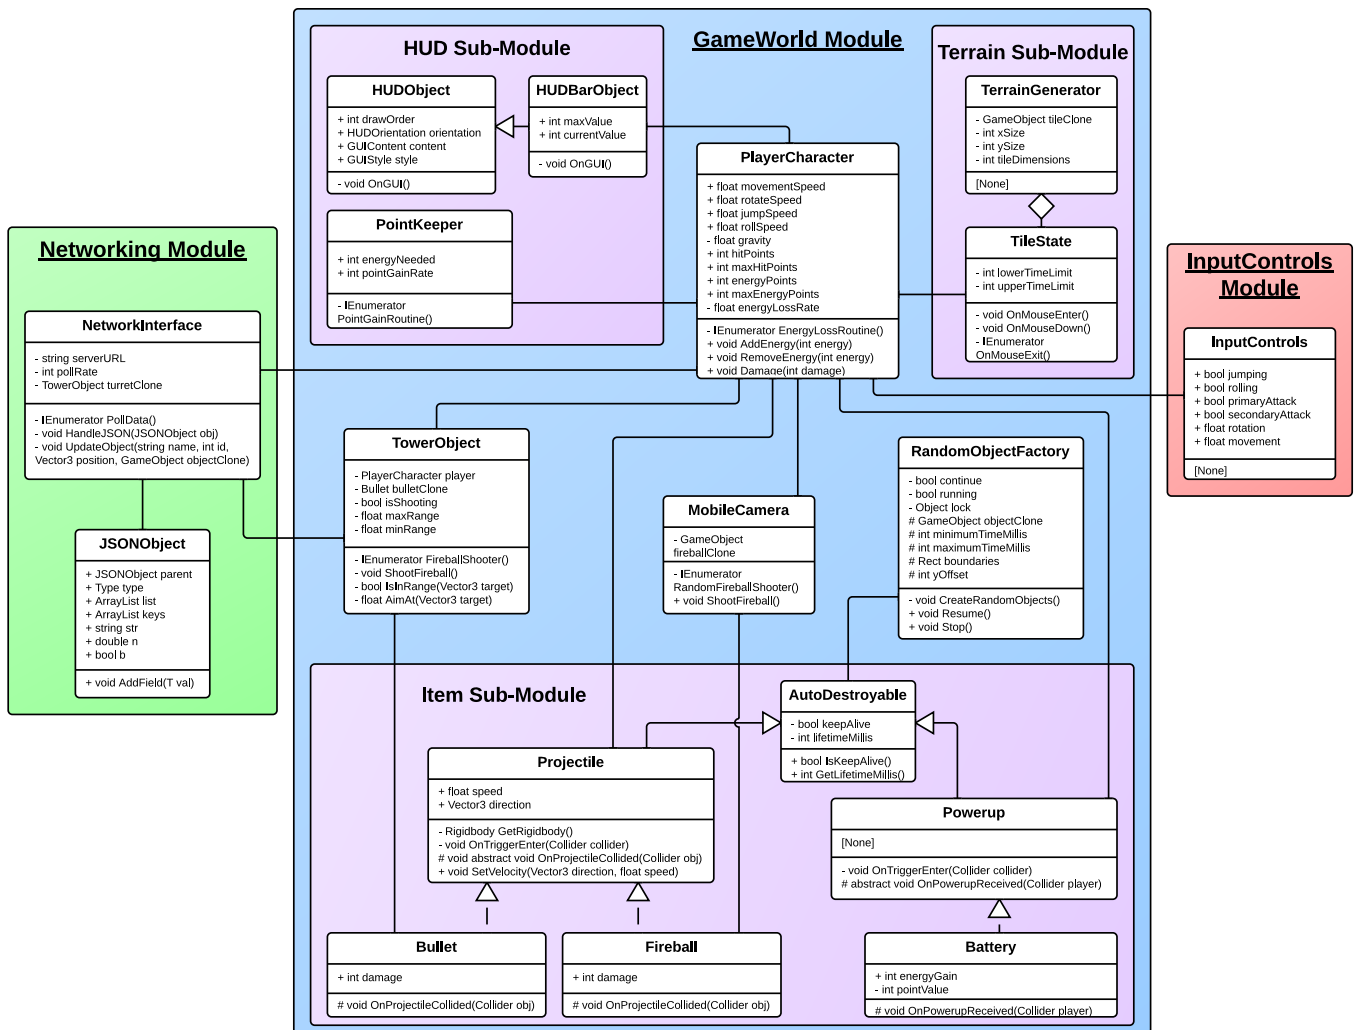 GameWorld Module
HUD Sub-Module
HUDObject
+ int drawOrder
+ HUDOrientation orientation
+ GUIContent content
+ GUIStyle style
- void OnGUI()
HUDBarObject
+ int maxValue
+ int currentValue
- void OnGUI()
PointKeeper
+ int energyNeeded
+ int pointGainRate
- IEnumerator
PointGainRoutine()
PlayerCharacter
+ float movementSpeed
+ float rotateSpeed
+ float jumpSpeed
+ float rollSpeed
- float gravity
+ int hitPoints
+ int maxHitPoints
+ int energyPoints
+ int maxEnergyPoints
- float energyLossRate
- IEnumerator EnergyLossRoutine()
+ void AddEnergy(int energy)
+ void RemoveEnergy(int energy)
+ void Damage(int damage)
Terrain Sub-Module
TerrainGenerator
- GameObject tileClone
- int xSize
- int ySize
- int tileDimensions
[None]
TileState
- int lowerTimeLimit
- int upperTimeLimit
- void OnMouseEnter()
- void OnMouseDown()
- IEnumerator
OnMouseExit()
Networking Module
NetworkInterface
- string serverURL
- int pollRate
- TowerObject turretClone
- IEnumerator PollData()
- void HandleJSON(JSONObject obj)
- void UpdateObject(string name, int id,
Vector3 position, GameObject objectClone)
JSONObject
+ JSONObject parent
+ Type type
+ ArrayList list
+ ArrayList keys
+ string str
+ double n
+ bool b
+ void AddField(T val)
InputControls
Module
InputControls
+ bool jumping
+ bool rolling
+ bool primaryAttack
+ bool secondaryAttack
+ float rotation
+ float movement
[None]
TowerObject
- PlayerCharacter player
- Bullet bulletClone
- bool isShooting
- float maxRange
- float minRange
- IEnumerator FireballShooter()
- void ShootFireball()
- bool IsInRange(Vector3 target)
- float AimAt(Vector3 target)
MobileCamera
- GameObject
fireballClone
- IEnumerator
RandomFireballShooter()
+ void ShootFireball()
RandomObjectFactory
- bool continue
- bool running
- Object lock
# GameObject objectClone
# int minimumTimeMillis
# int maximumTimeMillis
# Rect boundaries
# int yOffset
- void CreateRandomObjects()
+ void Resume()
+ void Stop()
Item Sub-Module
AutoDestroyable
- bool keepAlive
- int lifetimeMillis
+ bool IsKeepAlive()
+ int GetLifetimeMillis()
Projectile
+ float speed
+ Vector3 direction
- Rigidbody GetRigidbody()
- void OnTriggerEnter(Collider collider)
# void abstract void OnProjectileCollided(Collider obj)
+ void SetVelocity(Vector3 direction, float speed)
Powerup
[None]
- void OnTriggerEnter(Collider collider)
# abstract void OnPowerupReceived(Collider player)
Bullet
+ int damage
# void OnProjectileCollided(Collider obj)
Fireball
+ int damage
# void OnProjectileCollided(Collider obj)
Battery
+ int energyGain
- int pointValue
# void OnPowerupReceived(Collider player)